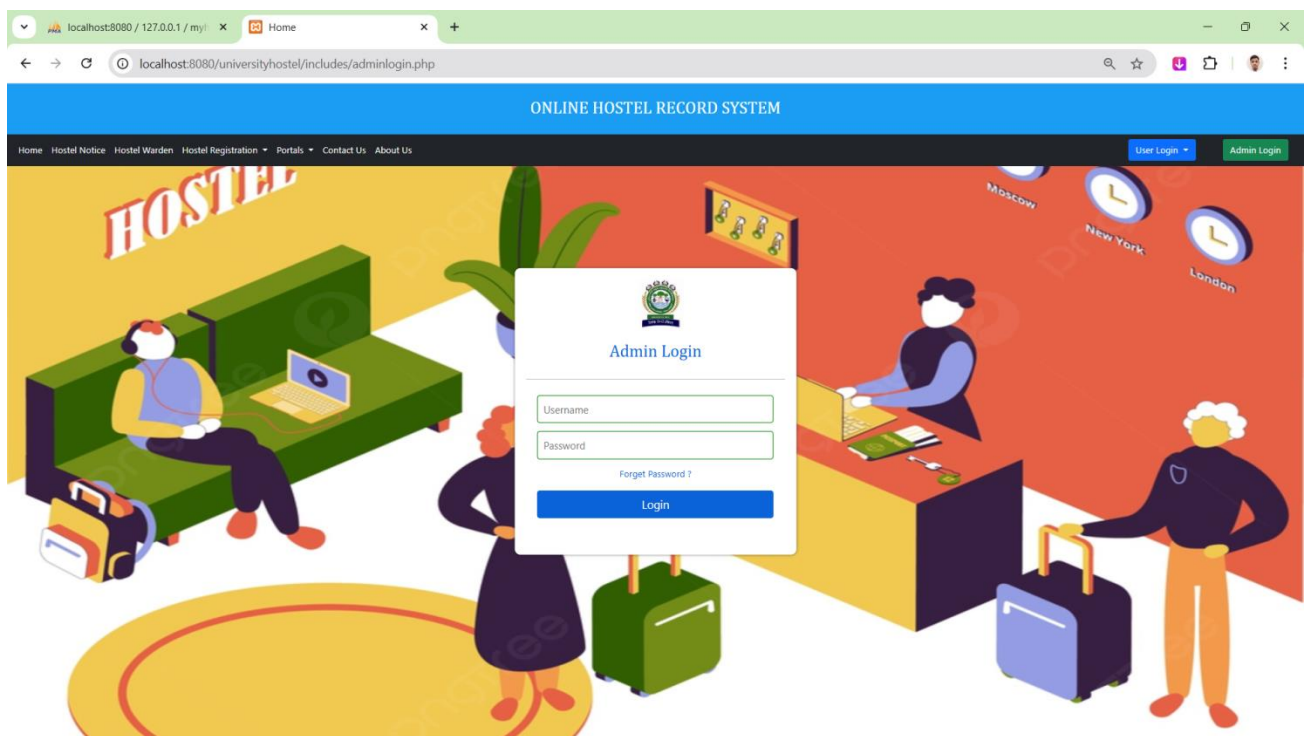 localhost:8080 / 127.0.0.1 / myh
Home
localhost:8080/universityhostel/includes/adminlogin.php
ONLINE HOSTEL RECORD SYSTEM
Home Hostel Notice Hostel Warden Hostel Registration Portals Contact Us About Us User Login Admin Login
HOSTEL
Moscow
New York
London
Admin Login
Username
Password
Forget Password ?
Login